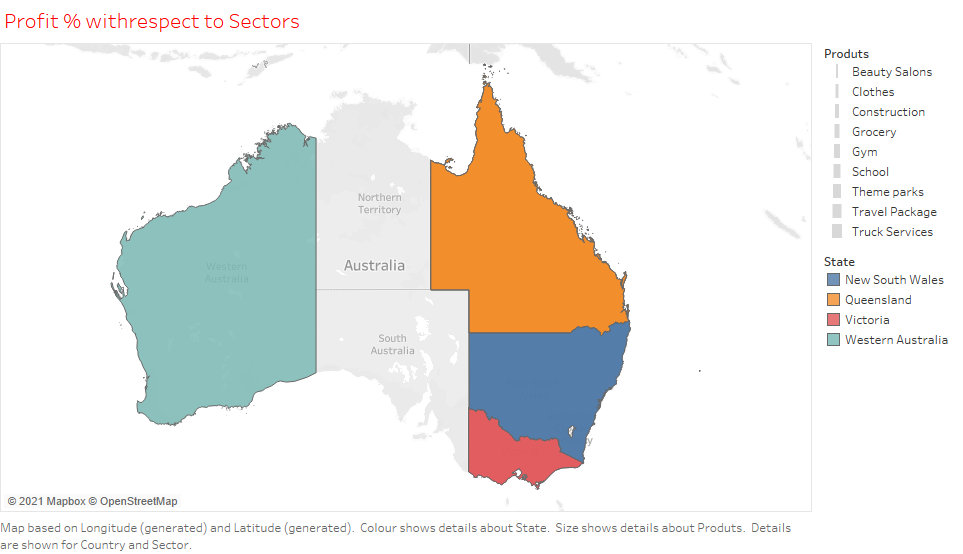 Profit % withrespect to Sectors
Produts
Beauty Salons
Clothes
Construction
Grocery
Gym
School
Theme parks
Travel Package
Truck Services
State
New South Wales
Queensland
Victoria
Western Australia
Northern
Territory
Australia
Western
Australia
South
Australia
© 2021 Mapbox © OpenStreetMap
Map based on Longitude (generated) and Latitude (generated). Colour shows details about State. Size shows details about Produts. Details
are shown for Country and Sector.